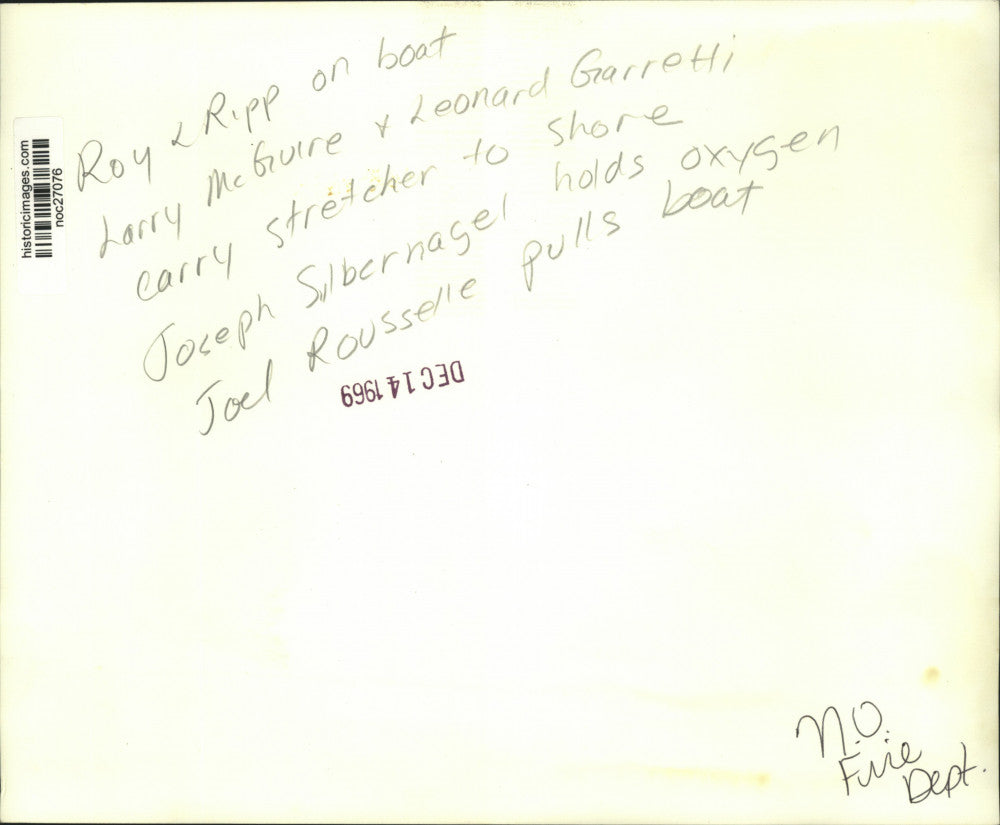 Roy & Ripp on boat
Larry McGuire & Leonard Garretti
carry stretcher to shore
Joseph Silbernagel holds oxygen
Joel Rousselle pulls boat
DEC 14 1969
historicimages.com
noc27076
N.O.
Fire
Dept.